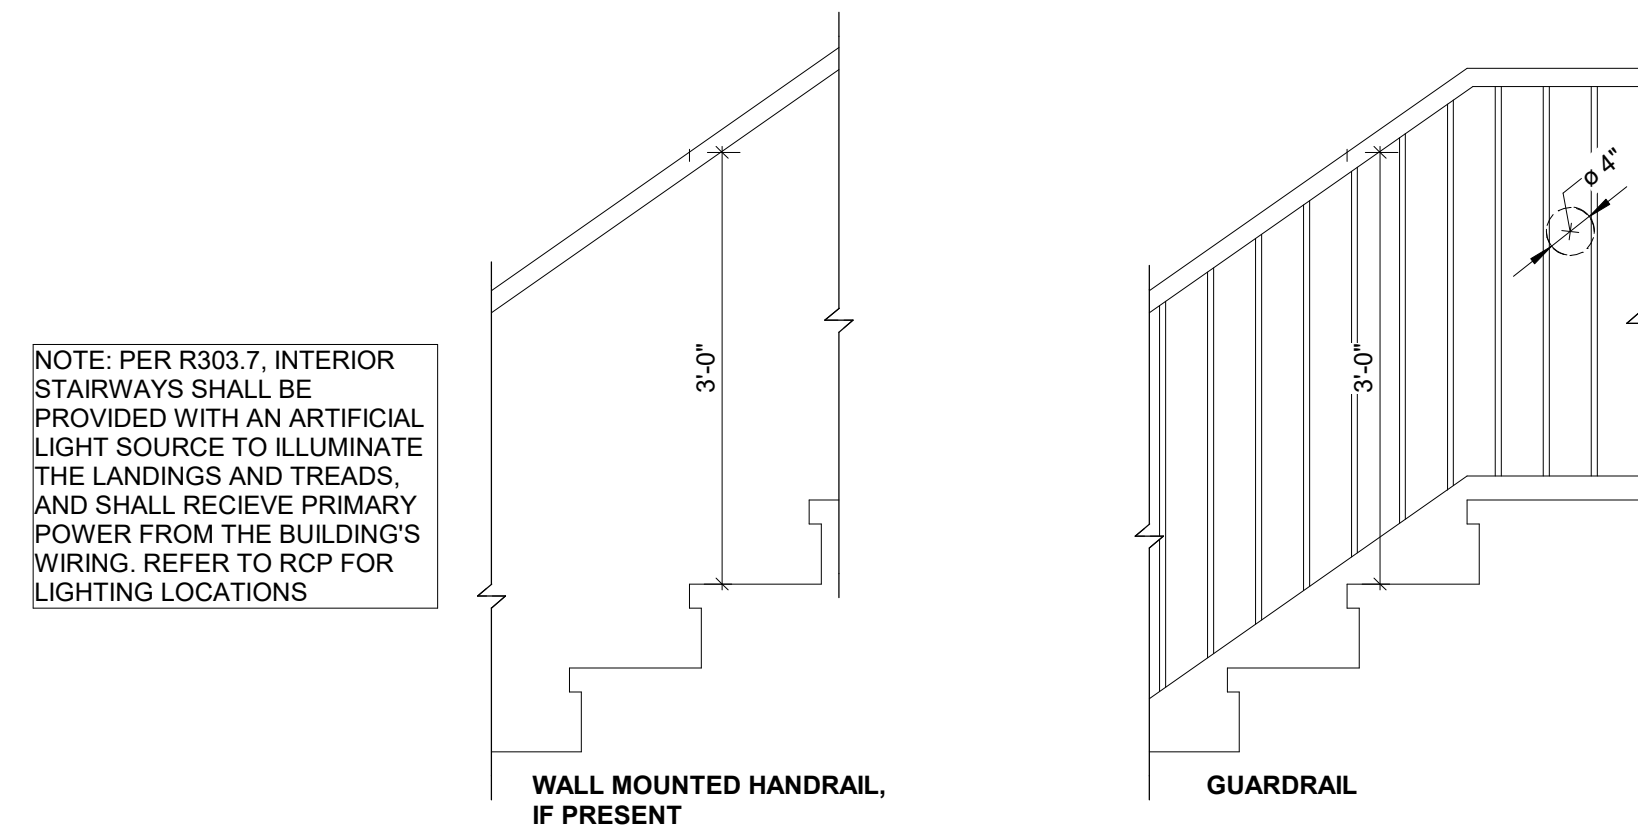 NOTE: PER R303.7, INTERIOR
STAIRWAYS SHALL BE
PROVIDED WITH AN ARTIFICIAL
LIGHT SOURCE TO ILLUMINATE
THE LANDINGS AND TREADS,
AND SHALL RECIEVE PRIMARY
POWER FROM THE BUILDING'S
WIRING. REFER TO RCP FOR
LIGHTING LOCATIONS
3'-0"
WALL MOUNTED HANDRAIL,
IF PRESENT
3'-0"
ø 4"
GUARDRAIL